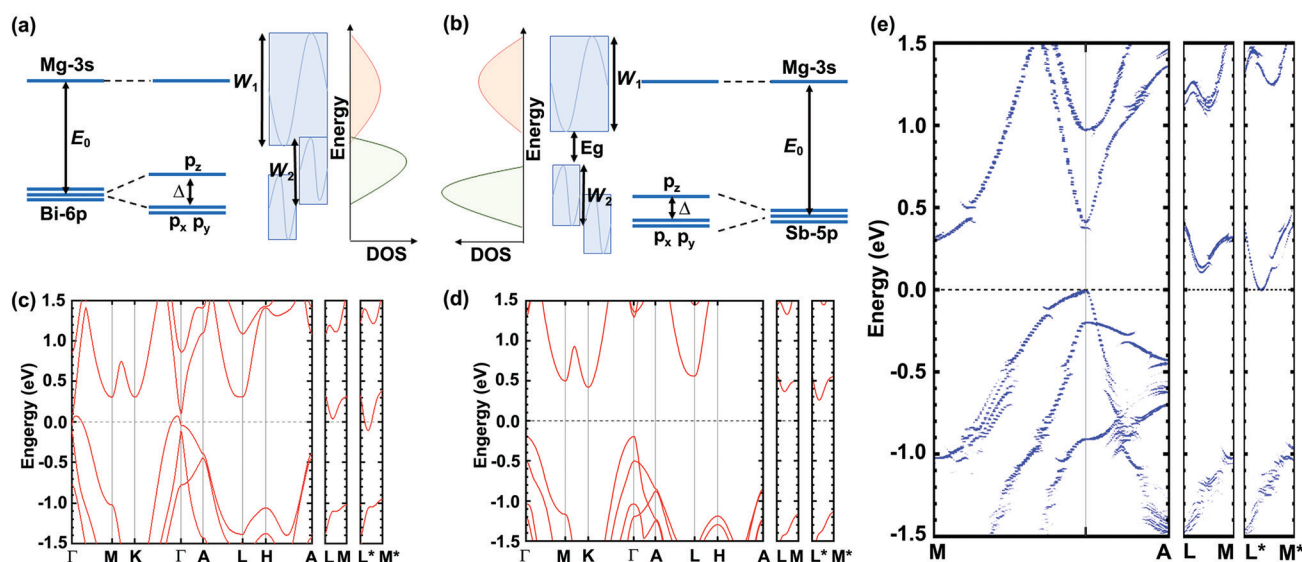 (a)
Mg-3s
E0
Bi-6p
pz
Δ
px py
W1
W2
Energy
DOS
(b)
Energy
DOS
W1
Eg
W2
Mg-3s
E0
pz
Δ
px py
Sb-5p
(c)
Engergy (eV)
1.5
1.0
0.5
0.0
-0.5
-1.0
-1.5
Γ M K Γ A L H A L M L* M*
(d)
Engergy (eV)
1.5
1.0
0.5
0.0
-0.5
-1.0
-1.5
Γ M K Γ A L H A L M L* M*
(e)
Energy (eV)
1.5
1.0
0.5
0.0
-0.5
-1.0
-1.5
M A L M L* M*